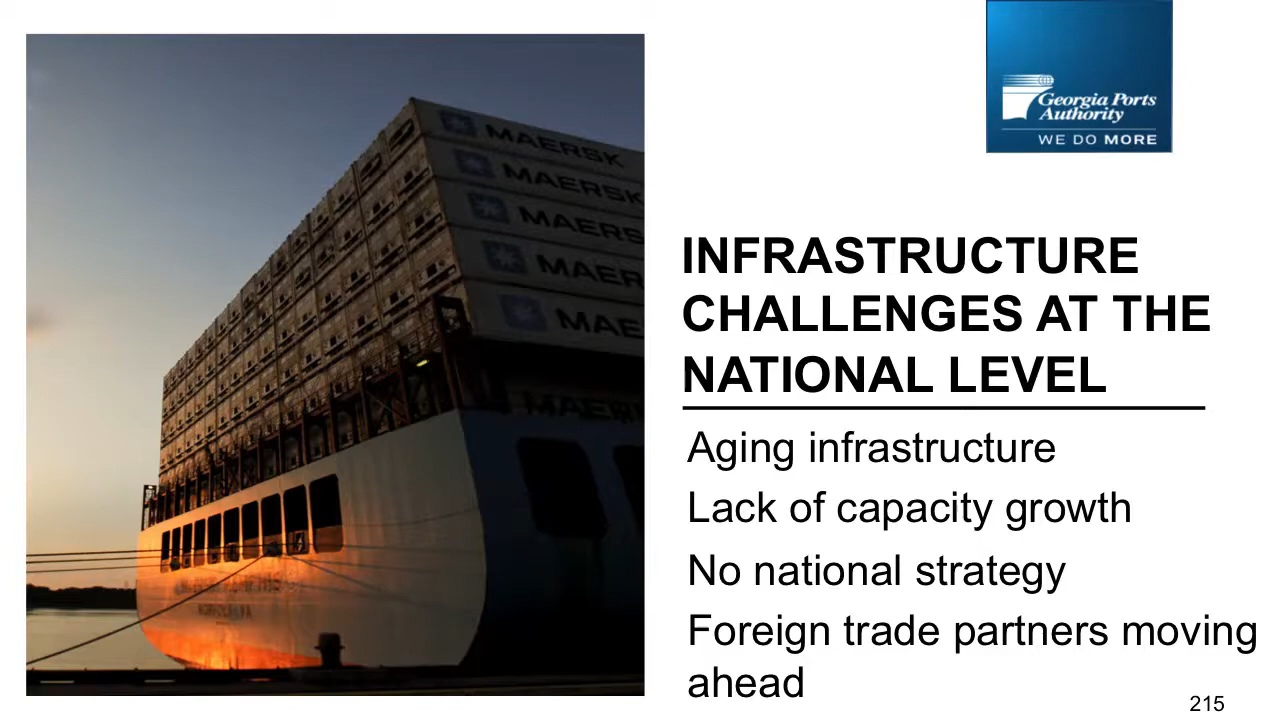 Georgia Ports
Authority
WE DO MORE
MAERSK
MAERSK
MAERS
MAER
MAE
INFRASTRUCTURE
CHALLENGES AT THE
NATIONAL LEVEL
Aging infrastructure
Lack of capacity growth
No national strategy
Foreign trade partners moving
ahead
215